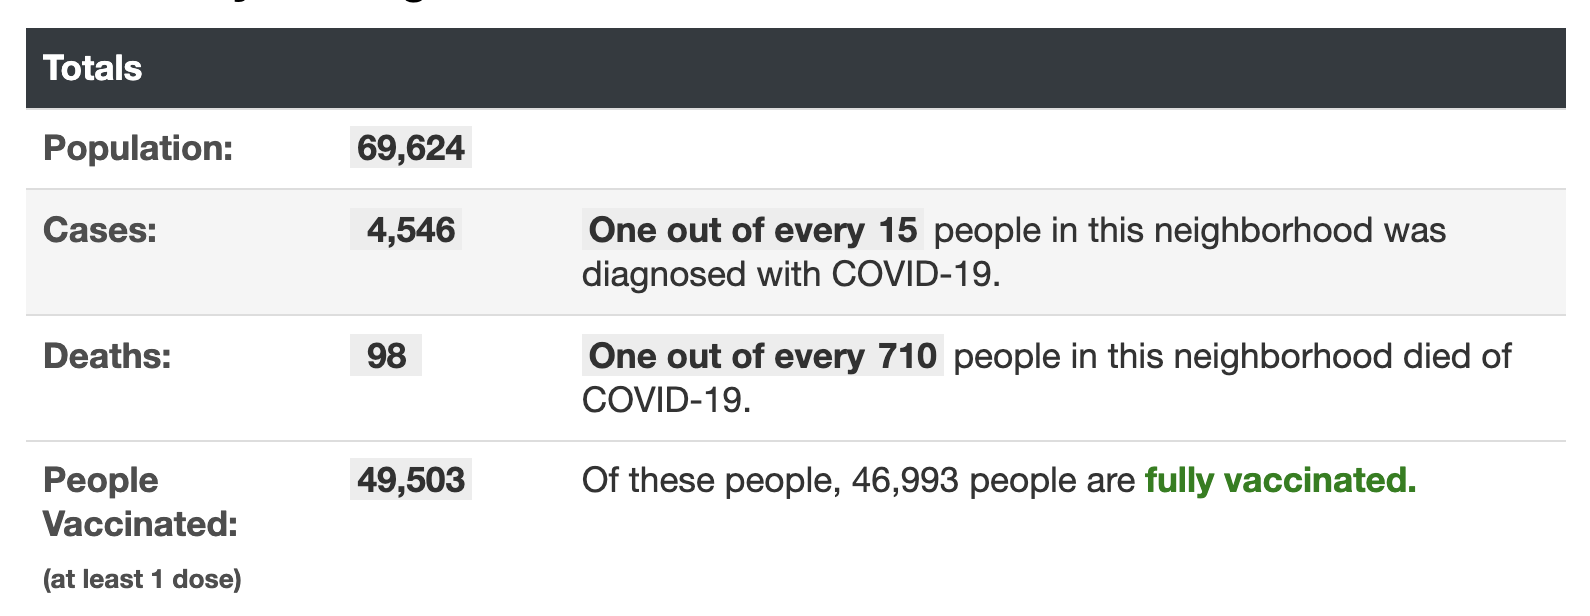 Totals
Population: 69,624
Cases: 4,546 One out of every 15 people in this neighborhood was
diagnosed with COVID-19.
Deaths: 98 One out of every 710 people in this neighborhood died of
COVID-19.
People 49,503 Of these people, 46,993 people are fully vaccinated.
Vaccinated:
(at least 1 dose)